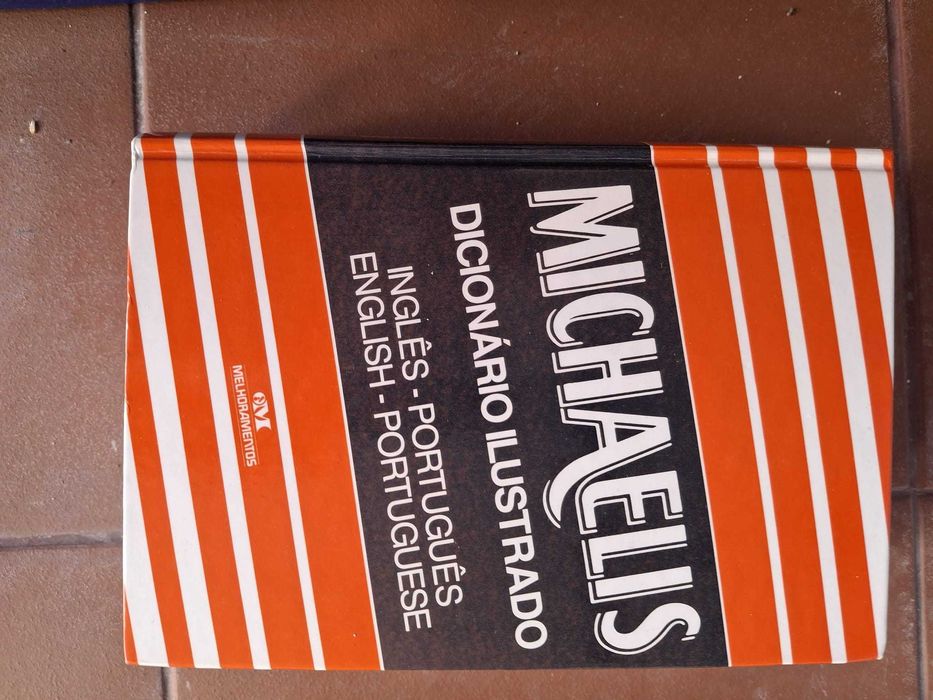 MICHAELIS
DICIONÁRIO ILUSTRADO
INGLÊS - PORTUGUÊS
ENGLISH - PORTUGUESE
MELHORAMENTOS